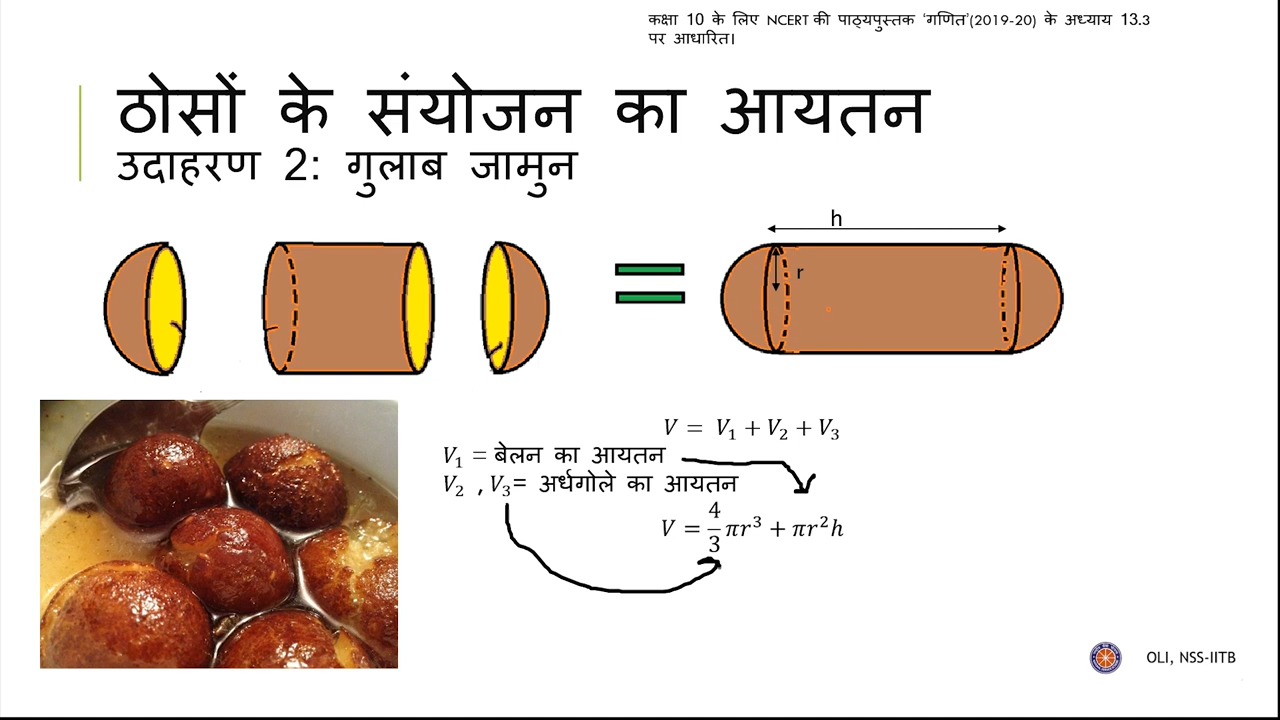 कक्षा 10 के लिए NCERT की पाठ्यपुस्तक ‘गणित’(2019-20) के अध्याय 13.3
पर आधारित।
ठोसों के संयोजन का आयतन
उदाहरण 2: गुलाब जामुन
h
r
V = V₁ + V₂ + V₃
V₁ = बेलन का आयतन
V₂ , V₃= अर्धगोले का आयतन
V = 4/3 πr³ + πr²h
OLI, NSS-IITB